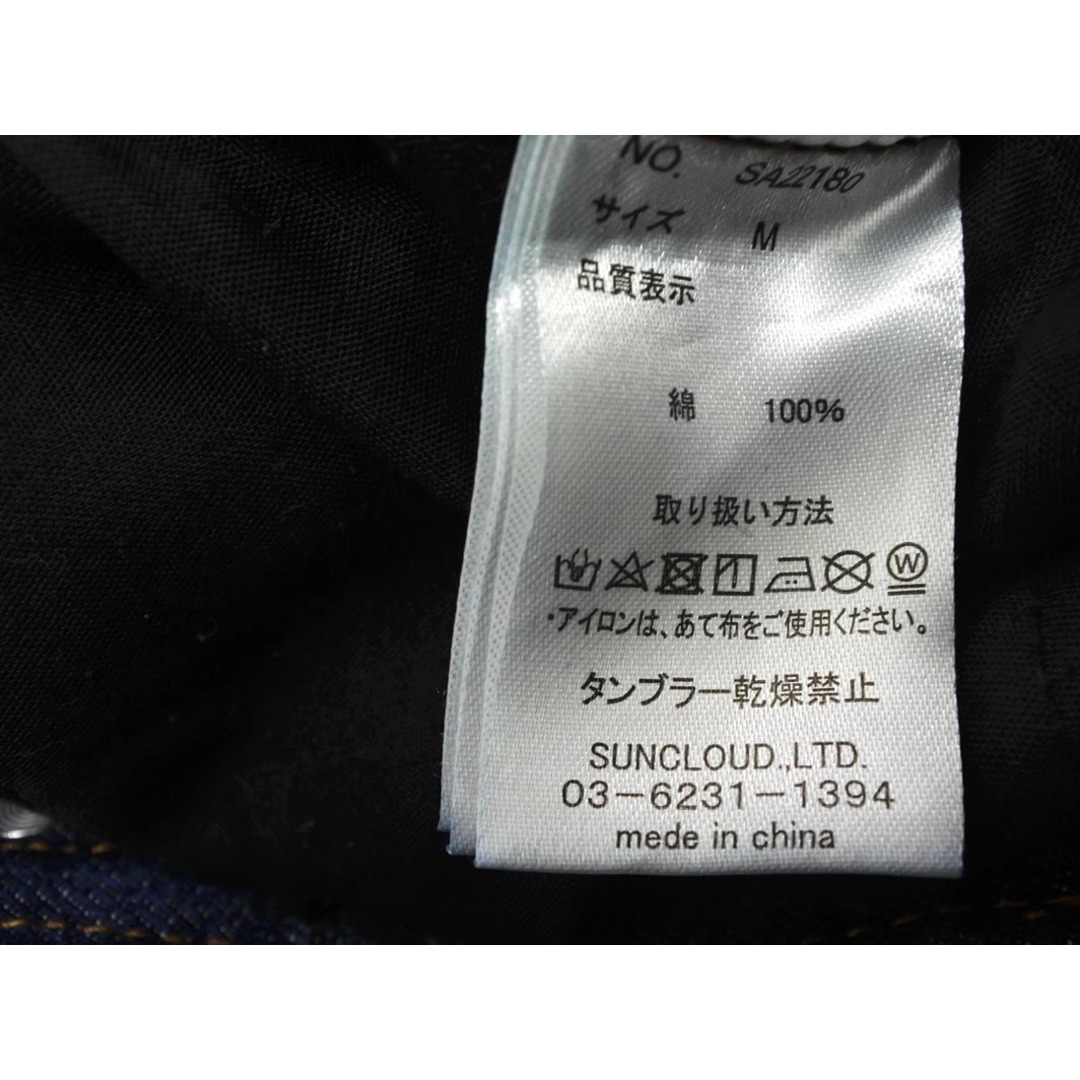 NO. SA22180
サイズ M
品質表示
綿 100%
取り扱い方法
W
・アイロンは、あて布をご使用ください。
タンブラー乾燥禁止
SUNCLOUD.,LTD.
03-6231-1394
mede in china